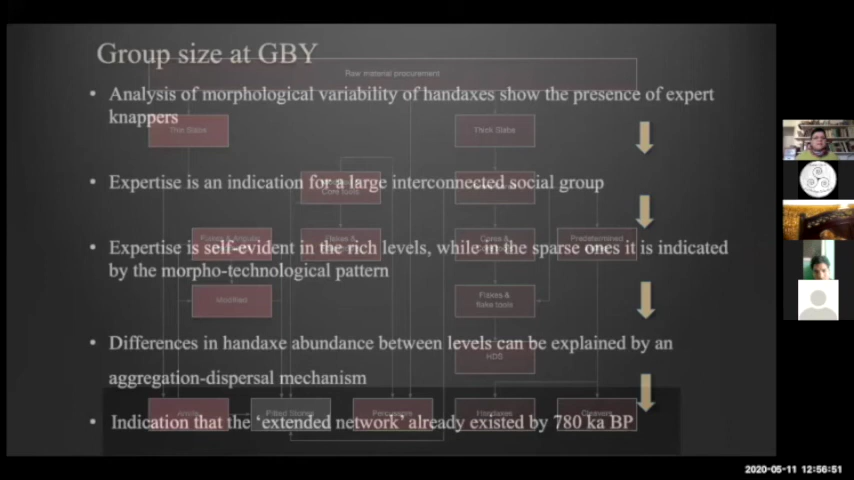 Group size at GBY
Raw material procurement
• Analysis of morphological variability of handaxes show the presence of expert
knappers
Thin Slabs
Thick Slabs
• Expertise is an indication for a large interconnected social group
Core tools
• Expertise is self-evident in the rich levels, while in the sparse ones it is indicated
by the morpho-technological pattern
Predetermined
Modified
Flakes &
flake tools
• Differences in handaxe abundance between levels can be explained by an
aggregation-dispersal mechanism
HDS
Pitted Stones
Percussors
Handaxes
Cleavers
• Indication that the ‘extended network’ already existed by 780 ka BP
2020-05-11 12:56:51